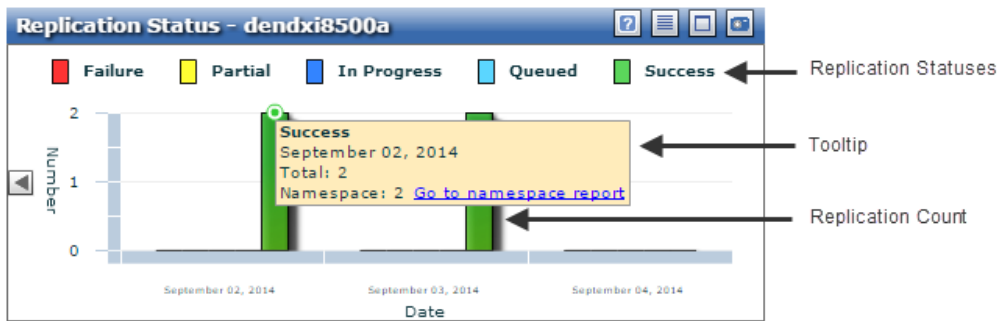 Replication Status - dendxi8500a
?
Failure Partial In Progress Queued Success
Replication Statuses
2
Success
September 02, 2014
Total: 2
Namespace: 2 Go to namespace report
Tooltip
Number
1
Replication Count
0
September 02, 2014 September 03, 2014 September 04, 2014
Date